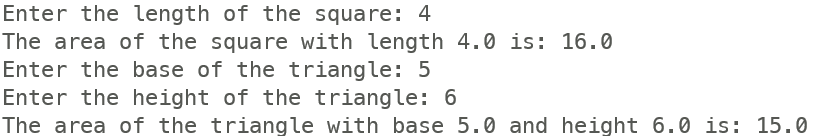 Enter the length of the square: 4
The area of the square with length 4.0 is: 16.0
Enter the base of the triangle: 5
Enter the height of the triangle: 6
The area of the triangle with base 5.0 and height 6.0 is: 15.0